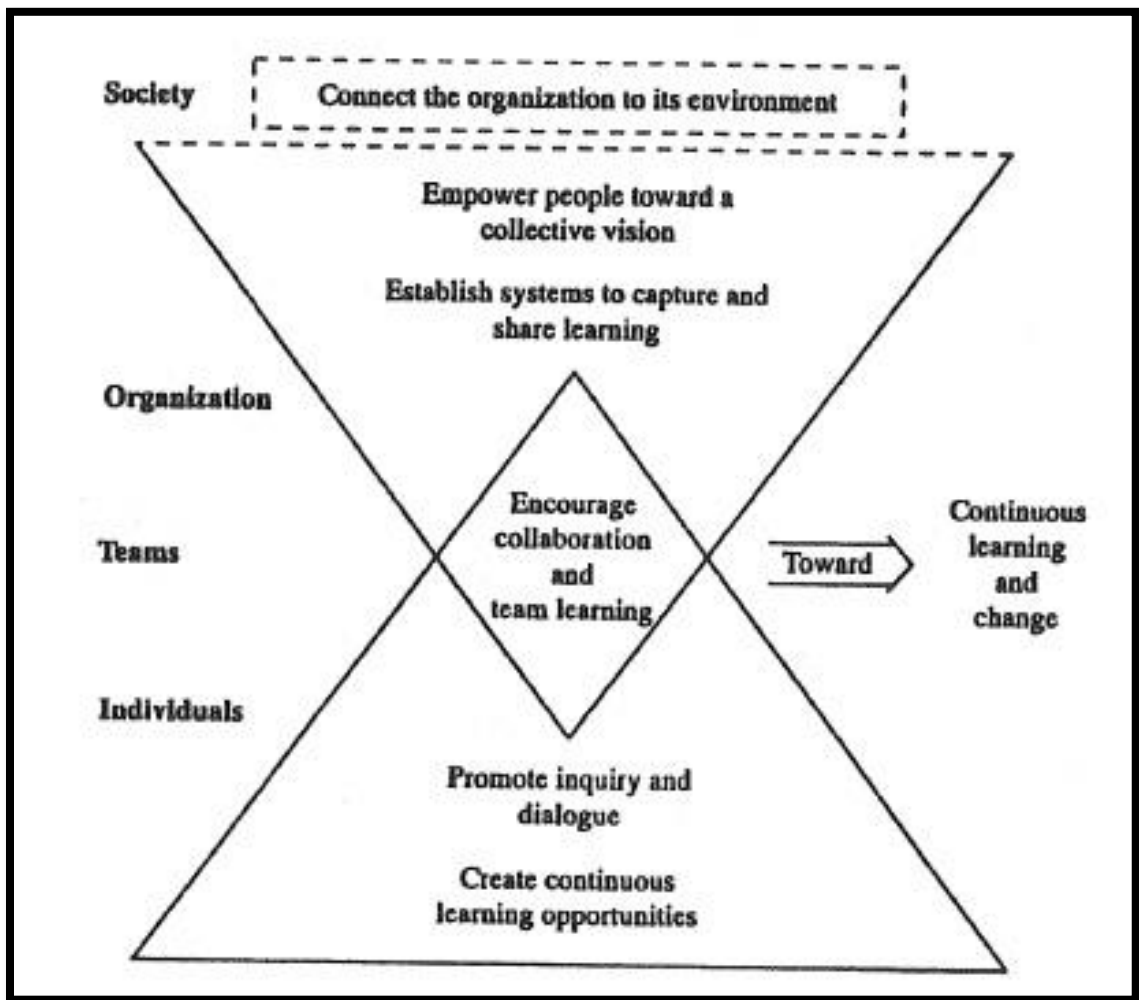 Society
Connect the organization to its environment
Empower people toward a
collective vision
Establish systems to capture and
share learning
Organization
Encourage
collaboration
and
team learning
Teams
Toward
Continuous
learning
and
change
Individuals
Promote inquiry and
dialogue
Create continuous
learning opportunities